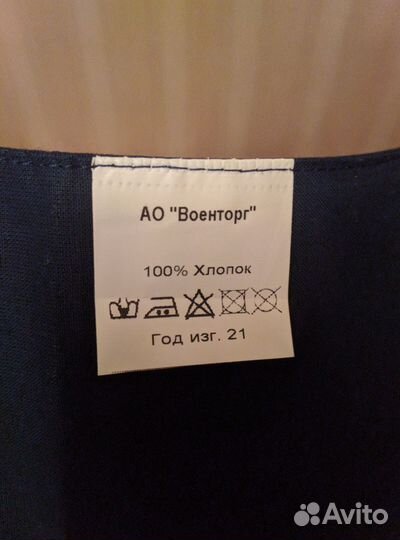 АО "Военторг"
100% Хлопок
Год изг. 21
Avito